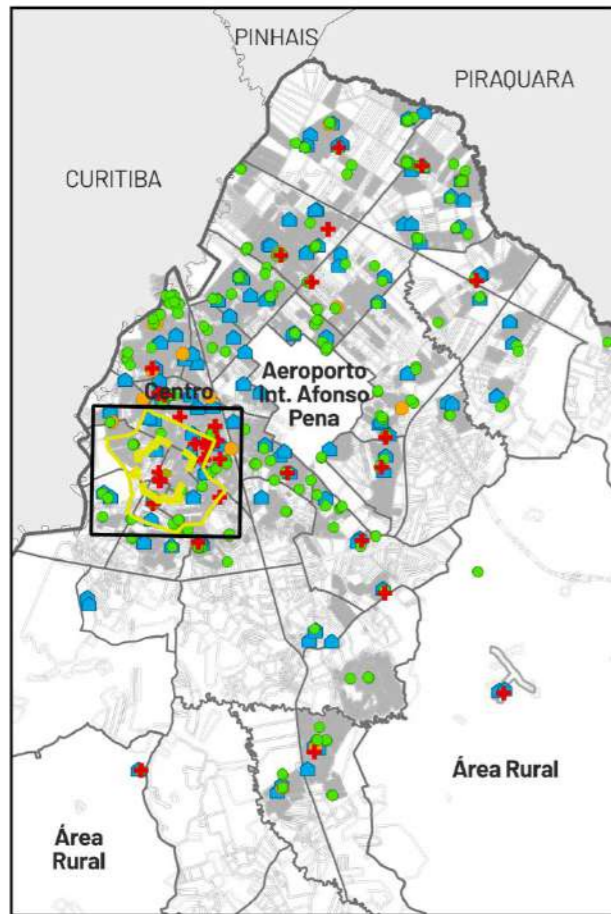 PINHAIS
PIRAQUARA
CURITIBA
Aeroporto
Int. Afonso
Pena
Centro
Área Rural
Área
Rural